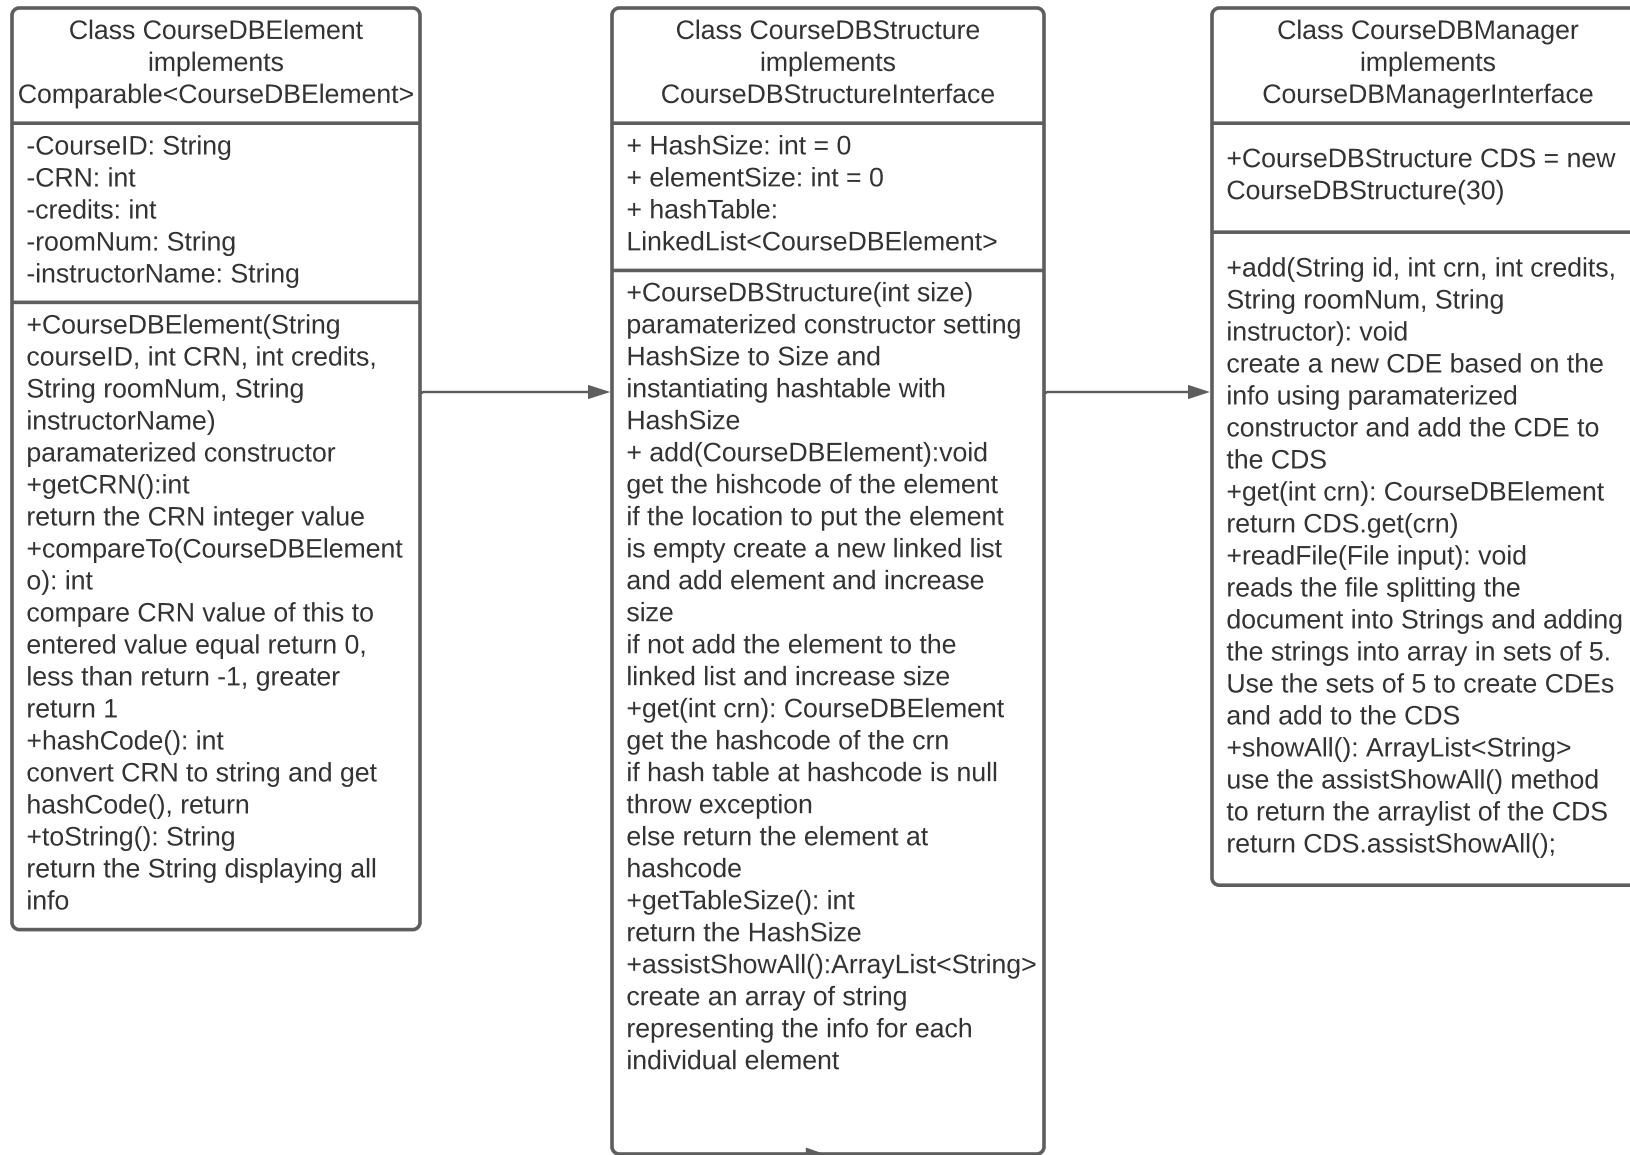 Class CourseDBElement
implements
Comparable<CourseDBElement>
-CourseID: String
-CRN: int
-credits: int
-roomNum: String
-instructorName: String
+CourseDBElement(String
courseID, int CRN, int credits,
String roomNum, String
instructorName)
paramaterized constructor
+getCRN():int
return the CRN integer value
+compareTo(CourseDBElement
o): int
compare CRN value of this to
entered value equal return 0,
less than return -1, greater
return 1
+hashCode(): int
convert CRN to string and get
hashCode(), return
+toString(): String
return the String displaying all
info
Class CourseDBStructure
implements
CourseDBStructureInterface
+ HashSize: int = 0
+ elementSize: int = 0
+ hashTable:
LinkedList<CourseDBElement>
+CourseDBStructure(int size)
paramaterized constructor setting
HashSize to Size and
instantiating hashtable with
HashSize
+ add(CourseDBElement):void
get the hishcode of the element
if the location to put the element
is empty create a new linked list
and add element and increase
size
if not add the element to the
linked list and increase size
+get(int crn): CourseDBElement
get the hashcode of the crn
if hash table at hashcode is null
throw exception
else return the element at
hashcode
+getTableSize(): int
return the HashSize
+assistShowAll():ArrayList<String>
create an array of string
representing the info for each
individual element
Class CourseDBManager
implements
CourseDBManagerInterface
+CourseDBStructure CDS = new
CourseDBStructure(30)
+add(String id, int crn, int credits,
String roomNum, String
instructor): void
create a new CDE based on the
info using paramaterized
constructor and add the CDE to
the CDS
+get(int crn): CourseDBElement
return CDS.get(crn)
+readFile(File input): void
reads the file splitting the
document into Strings and adding
the strings into array in sets of 5.
Use the sets of 5 to create CDEs
and add to the CDS
+showAll(): ArrayList<String>
use the assistShowAll() method
to return the arraylist of the CDS
return CDS.assistShowAll();